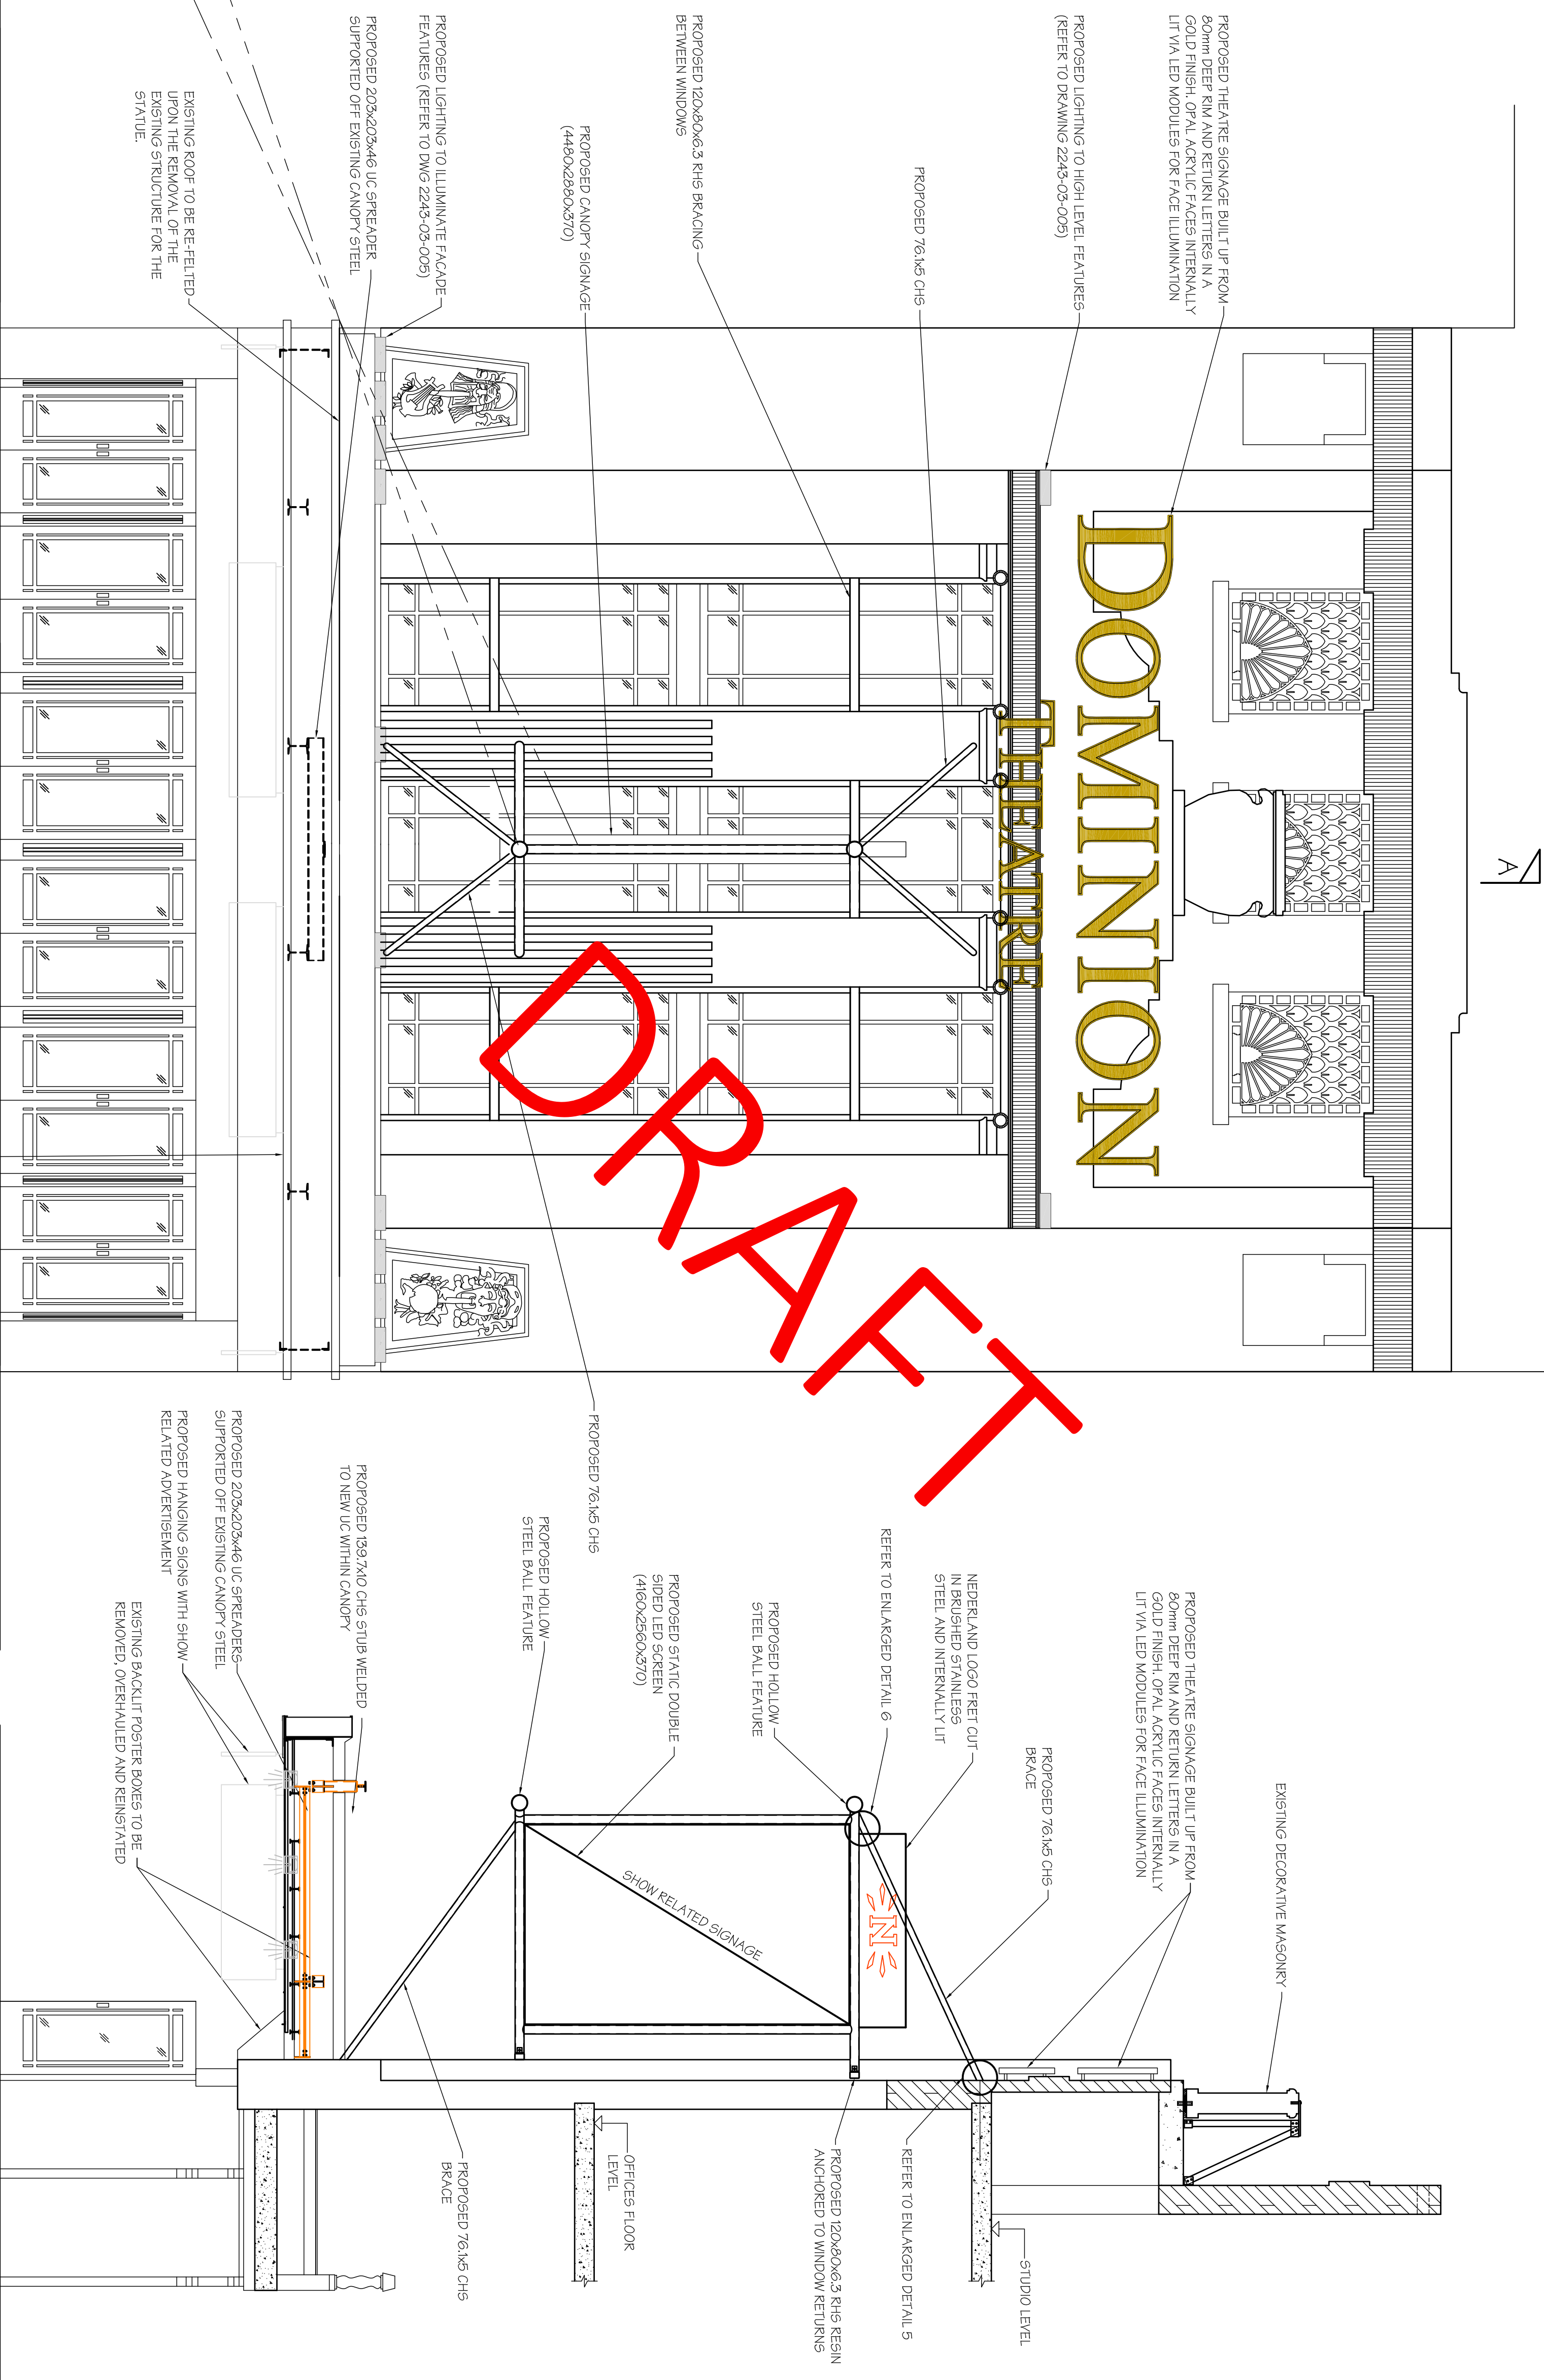 PROPOSED THEATRE SIGNAGE BUILT UP FROM
80mm DEEP RIM AND RETURN LETTERS IN A
GOLD FINISH. OPAL ACRYLIC FACES INTERNALLY
LIT VIA LED MODULES FOR FACE ILLUMINATION
PROPOSED LIGHTING TO HIGH LEVEL FEATURES
(REFER TO DRAWING 2243-03-005)
PROPOSED 76.1x5 CHS
PROPOSED 120x80x6.3 RHS BRACING
BETWEEN WINDOWS
PROPOSED CANOPY SIGNAGE
(4480x2880x370)
PROPOSED LIGHTING TO ILLUMINATE FACADE
FEATURES (REFER TO DWG 2243-03-005)
PROPOSED 203x203x46 UC SPREADER
SUPPORTED OFF EXISTING CANOPY STEEL
EXISTING ROOF TO BE RE-FELTED
UPON THE REMOVAL OF THE
EXISTING STRUCTURE FOR THE
STATUE.
A
DOMINION
THEATRE
DRAFT
PROPOSED 76.1x5 CHS
EXISTING DECORATIVE MASONRY
PROPOSED THEATRE SIGNAGE BUILT UP FROM
80mm DEEP RIM AND RETURN LETTERS IN A
GOLD FINISH. OPAL ACRYLIC FACES INTERNALLY
LIT VIA LED MODULES FOR FACE ILLUMINATION
PROPOSED 76.1x5 CHS
BRACE
NEDERLAND LOGO FRET CUT
IN BRUSHED STAINLESS
STEEL AND INTERNALLY LIT
REFER TO ENLARGED DETAIL 6
PROPOSED HOLLOW
STEEL BALL FEATURE
PROPOSED STATIC DOUBLE
SIDED LED SCREEN
(4160x2560x370)
PROPOSED HOLLOW
STEEL BALL FEATURE
PROPOSED 139.7x10 CHS STUB WELDED
TO NEW UC WITHIN CANOPY
PROPOSED 203x203x46 UC SPREADERS
SUPPORTED OFF EXISTING CANOPY STEEL
PROPOSED HANGING SIGNS WITH SHOW
RELATED ADVERTISEMENT
EXISTING BACKLIT POSTER BOXES TO BE
REMOVED, OVERHAULED AND REINSTATED
N
SHOW RELATED SIGNAGE
STUDIO LEVEL
REFER TO ENLARGED DETAIL 5
PROPOSED 120x80x6.3 RHS RESIN
ANCHORED TO WINDOW RETURNS
OFFICES FLOOR
LEVEL
PROPOSED 76.1x5 CHS
BRACE